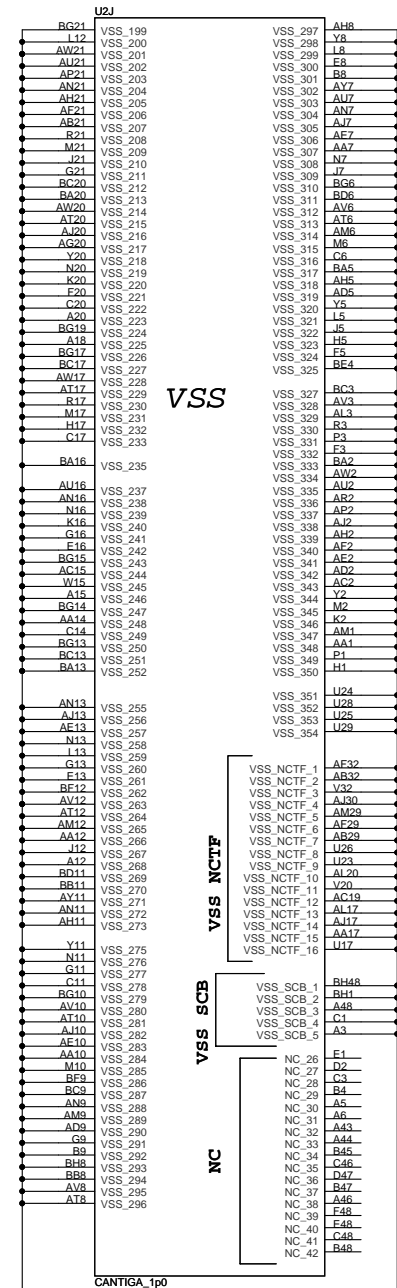 U2J
BG21 VSS_199
L12 VSS_200
AW21 VSS_201
AU21 VSS_202
AP21 VSS_203
AN21 VSS_204
AH21 VSS_205
AF21 VSS_206
AB21 VSS_207
R21 VSS_208
M21 VSS_209
J21 VSS_210
G21 VSS_211
BC20 VSS_212
BA20 VSS_213
AW20 VSS_214
AT20 VSS_215
AJ20 VSS_216
AG20 VSS_217
Y20 VSS_218
N20 VSS_219
K20 VSS_220
F20 VSS_221
C20 VSS_222
A20 VSS_223
BG19 VSS_224
A18 VSS_225
BG17 VSS_226
BC17 VSS_227
AW17 VSS_228
AT17 VSS_229
R17 VSS_230
M17 VSS_231
H17 VSS_232
C17 VSS_233
BA16 VSS_235
AU16 VSS_237
AN16 VSS_238
N16 VSS_239
K16 VSS_240
G16 VSS_241
E16 VSS_242
BG15 VSS_243
AC15 VSS_244
W15 VSS_245
A15 VSS_246
BG14 VSS_247
AA14 VSS_248
C14 VSS_249
BG13 VSS_250
BC13 VSS_251
BA13 VSS_252
AN13 VSS_255
AJ13 VSS_256
AE13 VSS_257
N13 VSS_258
L13 VSS_259
G13 VSS_260
E13 VSS_261
BF12 VSS_262
AV12 VSS_263
AT12 VSS_264
AM12 VSS_265
AA12 VSS_266
J12 VSS_267
A12 VSS_268
BD11 VSS_269
BB11 VSS_270
AY11 VSS_271
AN11 VSS_272
AH11 VSS_273
Y11 VSS_275
N11 VSS_276
G11 VSS_277
C11 VSS_278
BG10 VSS_279
AV10 VSS_280
AT10 VSS_281
AJ10 VSS_282
AE10 VSS_283
AA10 VSS_284
M10 VSS_285
BF9 VSS_286
BC9 VSS_287
AN9 VSS_288
AM9 VSS_289
AD9 VSS_290
G9 VSS_291
B9 VSS_292
BH8 VSS_293
BB8 VSS_294
AV8 VSS_295
AT8 VSS_296
VSS
VSS_297 AH8
VSS_298 Y8
VSS_299 L8
VSS_300 E8
VSS_301 B8
VSS_302 AY7
VSS_303 AU7
VSS_304 AN7
VSS_305 AJ7
VSS_306 AE7
VSS_307 AA7
VSS_308 N7
VSS_309 J7
VSS_310 BG6
VSS_311 BD6
VSS_312 AV6
VSS_313 AT6
VSS_314 AM6
VSS_315 M6
VSS_316 C6
VSS_317 BA5
VSS_318 AH5
VSS_319 AD5
VSS_320 Y5
VSS_321 L5
VSS_322 J5
VSS_323 H5
VSS_324 F5
VSS_325 BE4
VSS_327 BC3
VSS_328 AV3
VSS_329 AL3
VSS_330 R3
VSS_331 P3
VSS_332 F3
VSS_333 BA2
VSS_334 AW2
VSS_335 AU2
VSS_336 AR2
VSS_337 AP2
VSS_338 AJ2
VSS_339 AH2
VSS_340 AF2
VSS_341 AE2
VSS_342 AD2
VSS_343 AC2
VSS_344 Y2
VSS_345 M2
VSS_346 K2
VSS_347 AM1
VSS_348 AA1
VSS_349 P1
VSS_350 H1
VSS_351 U24
VSS_352 U28
VSS_353 U25
VSS_354 U29
VSS NCTF
VSS_NCTF_1 AF32
VSS_NCTF_2 AB32
VSS_NCTF_3 V32
VSS_NCTF_4 AJ30
VSS_NCTF_5 AM29
VSS_NCTF_6 AF29
VSS_NCTF_7 AB29
VSS_NCTF_8 U26
VSS_NCTF_9 U23
VSS_NCTF_10 AL20
VSS_NCTF_11 V20
VSS_NCTF_12 AC19
VSS_NCTF_13 AL17
VSS_NCTF_14 AJ17
VSS_NCTF_15 AA17
VSS_NCTF_16 U17
VSS SCB
VSS_SCB_1 BH48
VSS_SCB_2 BH1
VSS_SCB_3 A48
VSS_SCB_4 C1
VSS_SCB_5 A3
NC
NC_26 E1
NC_27 D2
NC_28 C3
NC_29 B4
NC_30 A5
NC_31 A6
NC_32 A43
NC_33 A44
NC_34 B45
NC_35 C46
NC_36 D47
NC_37 B47
NC_38 A46
NC_39 F48
NC_40 E48
NC_41 C48
NC_42 B48
CANTIGA_1p0